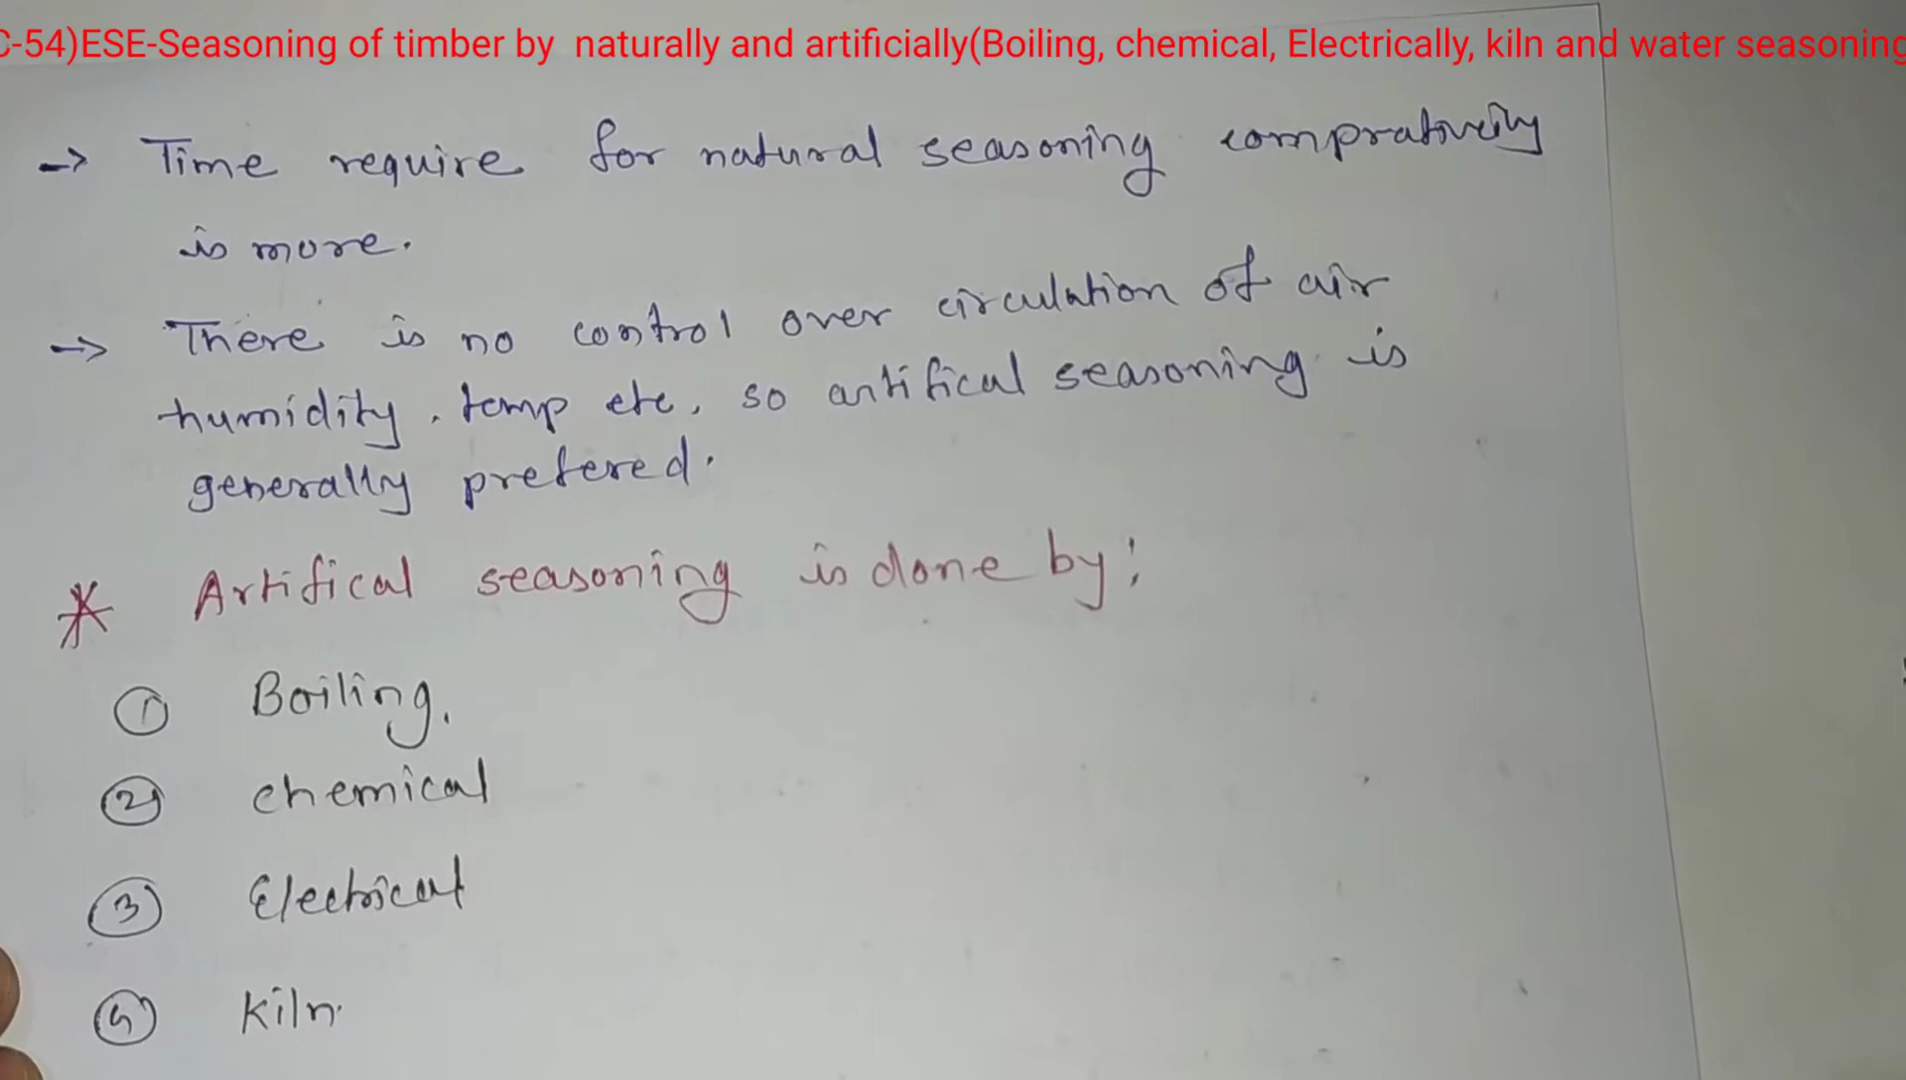 C-54)ESE-Seasoning of timber by naturally and artificially(Boiling, chemical, Electrically, kiln and water seasoning
-> Time require for natural seasoning compratively
is more.
-> There is no control over circulation of air
humidity, temp etc, so artifical seasoning is
generally prefered.
* Artifical seasoning is done by;
① Boiling.
② chemical
③ Electrical
④ Kiln